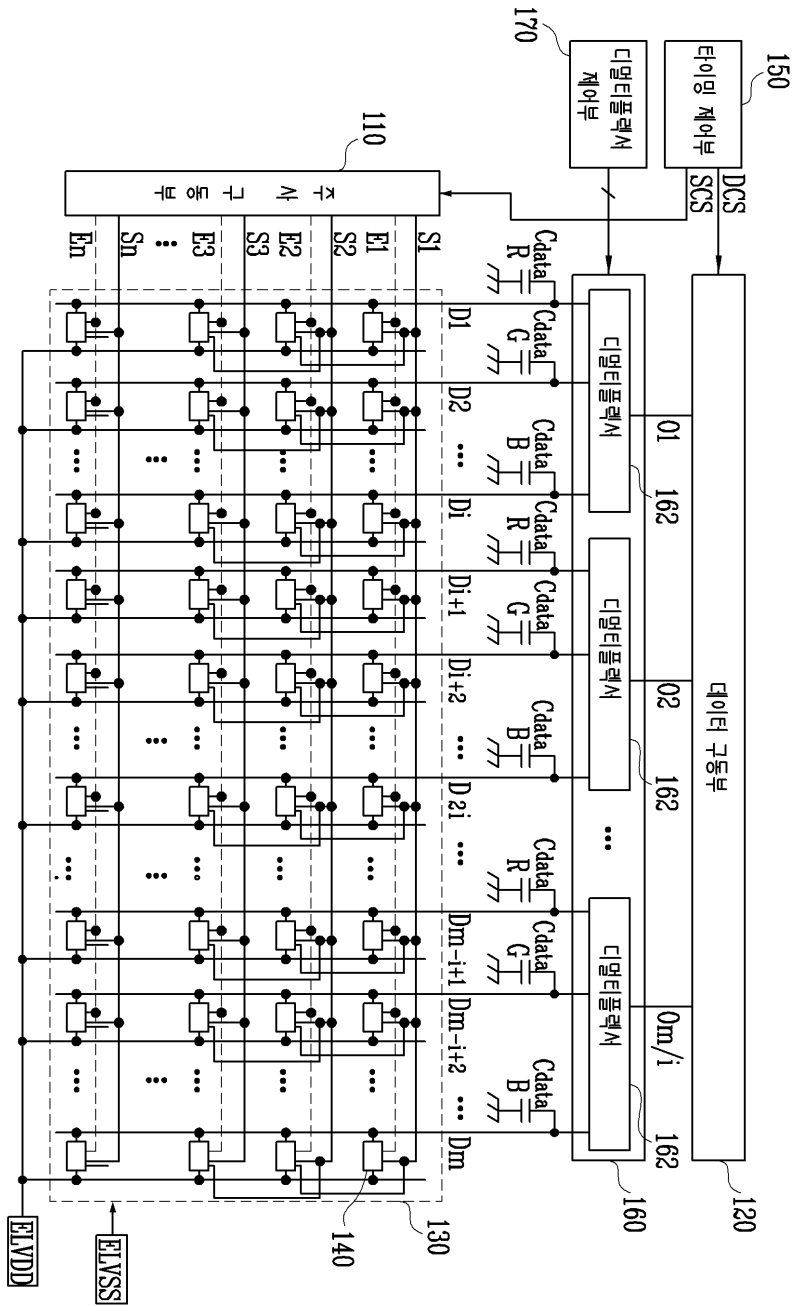 150
타이밍 제어부
DCS
SCS
데이터 구동부
120
170
디멀티플렉서
제어부
01
02
0m/i
디멀티플렉서
162
디멀티플렉서
162
...
디멀티플렉서
162
160
Cdata
R
Cdata
G
Cdata
B
Cdata
R
Cdata
G
Cdata
B
Cdata
R
Cdata
G
Cdata
B
110
주사 구동부
D1
D2
...
Di
Di+1
Di+2
...
D2i
...
Dm-i+1
Dm-i+2
...
Dm
S1
E1
S2
E2
S3
E3
...
Sn
En
130
140
ELVSS
ELVDD